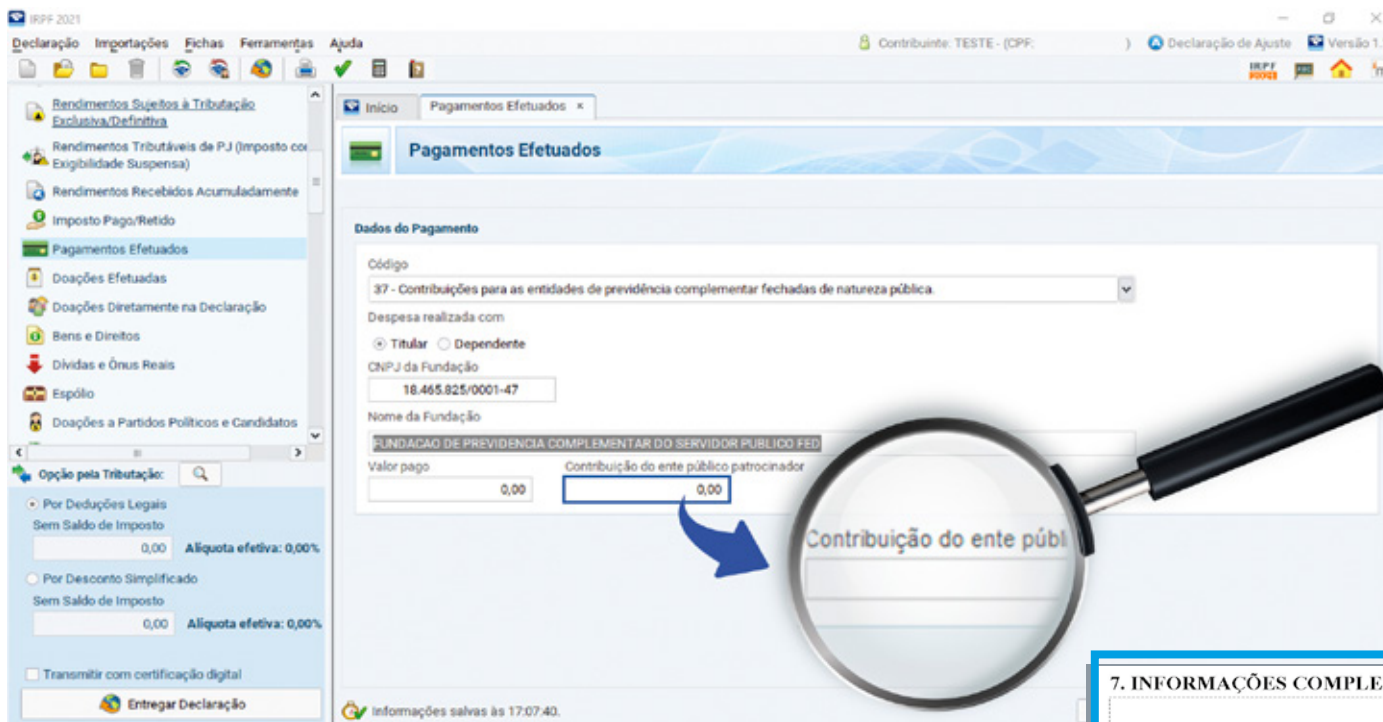 IRPF 2021
Declaração Importações Fichas Ferramentas Ajuda
Contribuinte: TESTE - (CPF: ) Declaração de Ajuste Versão 1.
IRPF 2021
Rendimentos Sujeitos à Tributação
Exclusiva/Definitiva
Rendimentos Tributáveis de PJ (Imposto com
Exigibilidade Suspensa)
Rendimentos Recebidos Acumuladamente
Imposto Pago/Retido
Pagamentos Efetuados
Doações Efetuadas
Doações Diretamente na Declaração
Bens e Direitos
Dívidas e Ônus Reais
Espólio
Doações a Partidos Políticos e Candidatos
Opção pela Tributação:
Por Deduções Legais
Sem Saldo de Imposto
0,00 Alíquota efetiva: 0,00%
Por Desconto Simplificado
Sem Saldo de Imposto
0,00 Alíquota efetiva: 0,00%
Transmitir com certificação digital
Entregar Declaração
Início Pagamentos Efetuados ×
Pagamentos Efetuados
Dados do Pagamento
Código
37 - Contribuições para as entidades de previdência complementar fechadas de natureza pública.
Despesa realizada com
Titular Dependente
CNPJ da Fundação
18.465.825/0001-47
Nome da Fundação
FUNDACAO DE PREVIDENCIA COMPLEMENTAR DO SERVIDOR PUBLICO FED
Valor pago Contribuição do ente público patrocinador
0,00 0,00
Contribuição do ente públ
Informações salvas às 17:07:40.
7. INFORMAÇÕES COMPLE